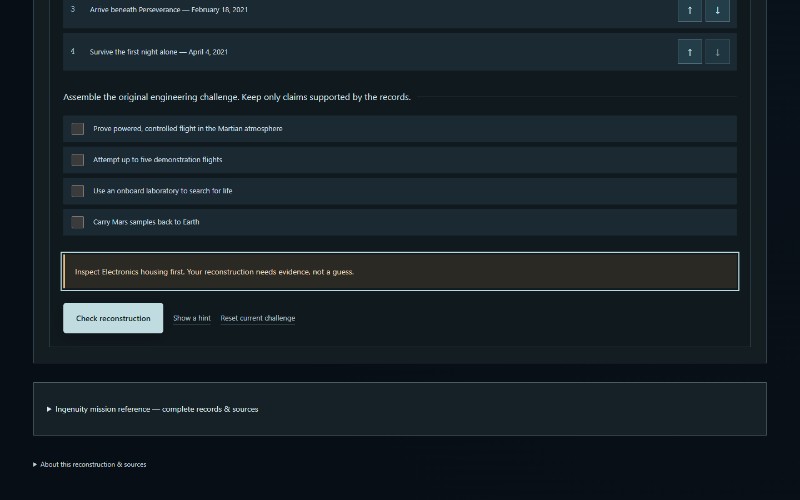 3 Arrive beneath Perseverance — February 18, 2021 ↑ ↓
4 Survive the first night alone — April 4, 2021 ↑ ↓
Assemble the original engineering challenge. Keep only claims supported by the records.
Prove powered, controlled flight in the Martian atmosphere
Attempt up to five demonstration flights
Use an onboard laboratory to search for life
Carry Mars samples back to Earth
Inspect Electronics housing first. Your reconstruction needs evidence, not a guess.
Check reconstruction Show a hint Reset current challenge
▶ Ingenuity mission reference — complete records & sources
▶ About this reconstruction & sources